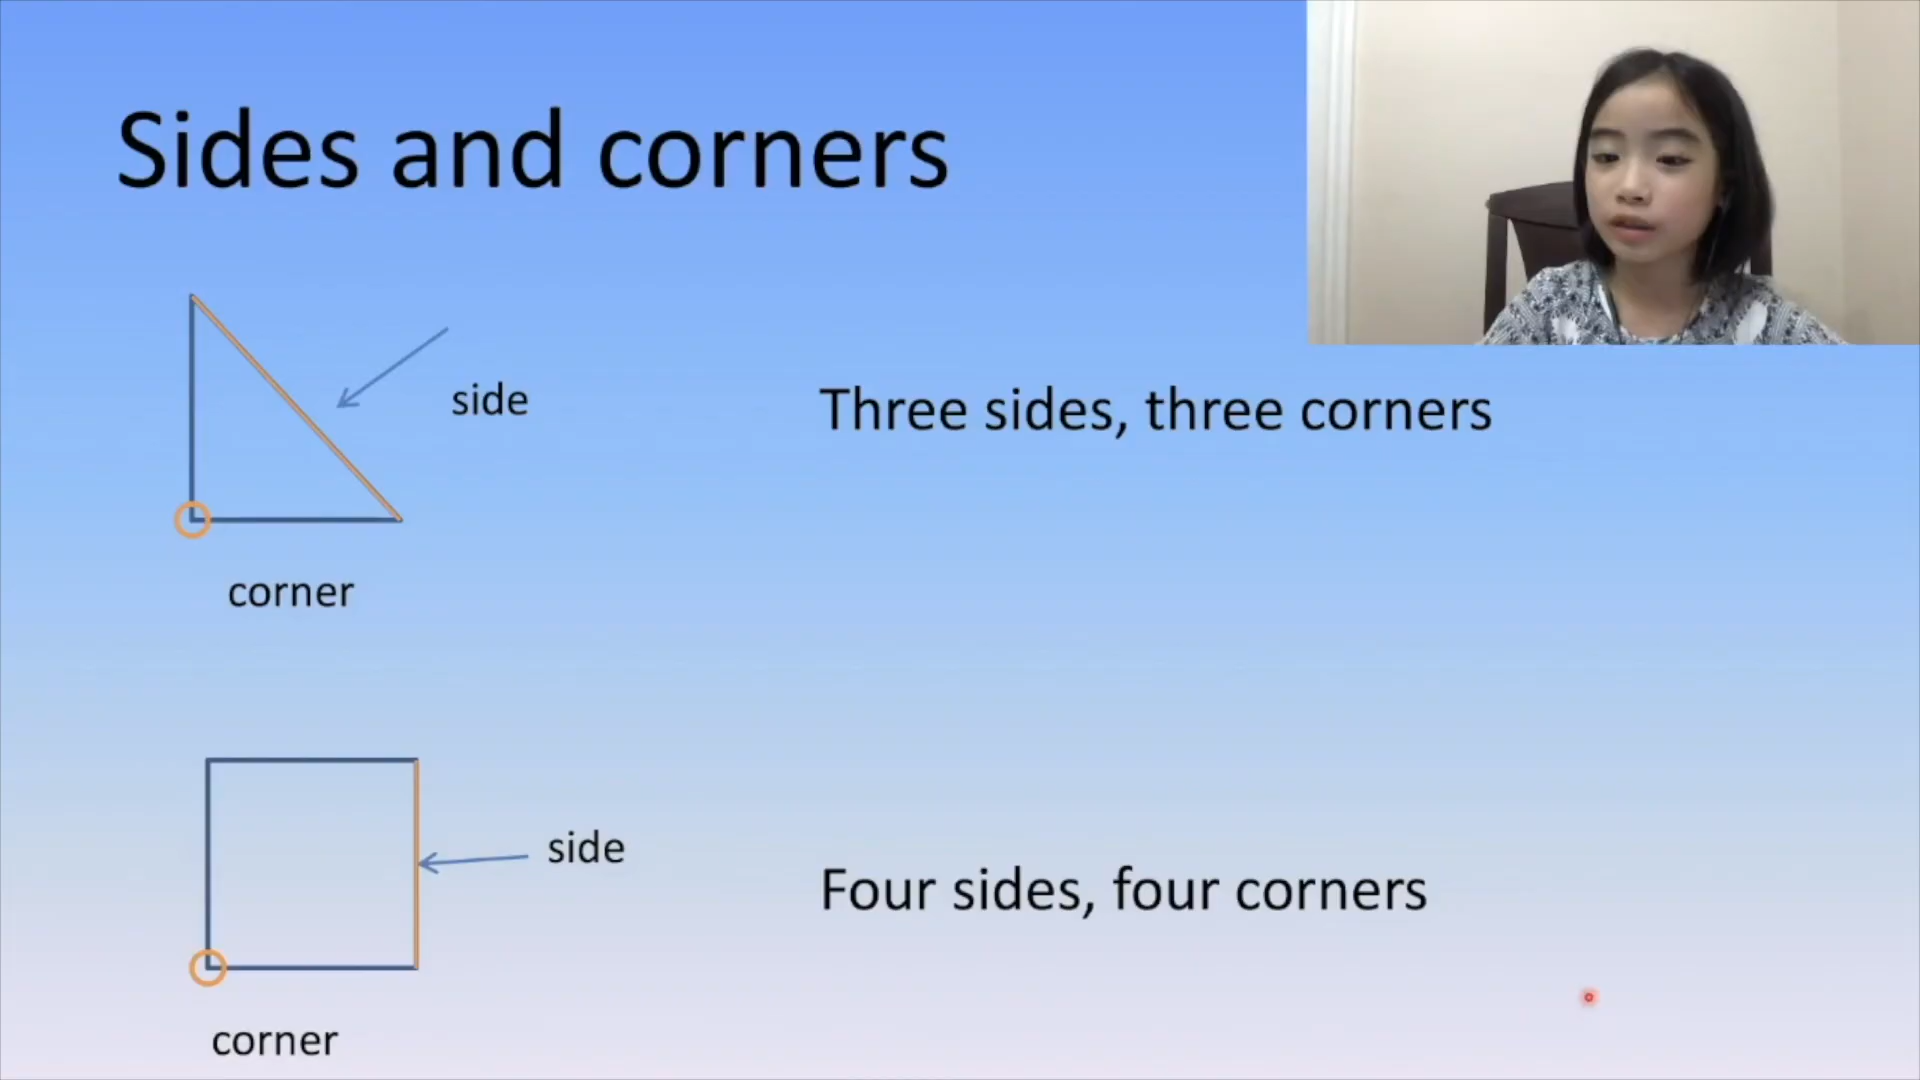 Sides and corners
side
Three sides, three corners
corner
side
Four sides, four corners
corner